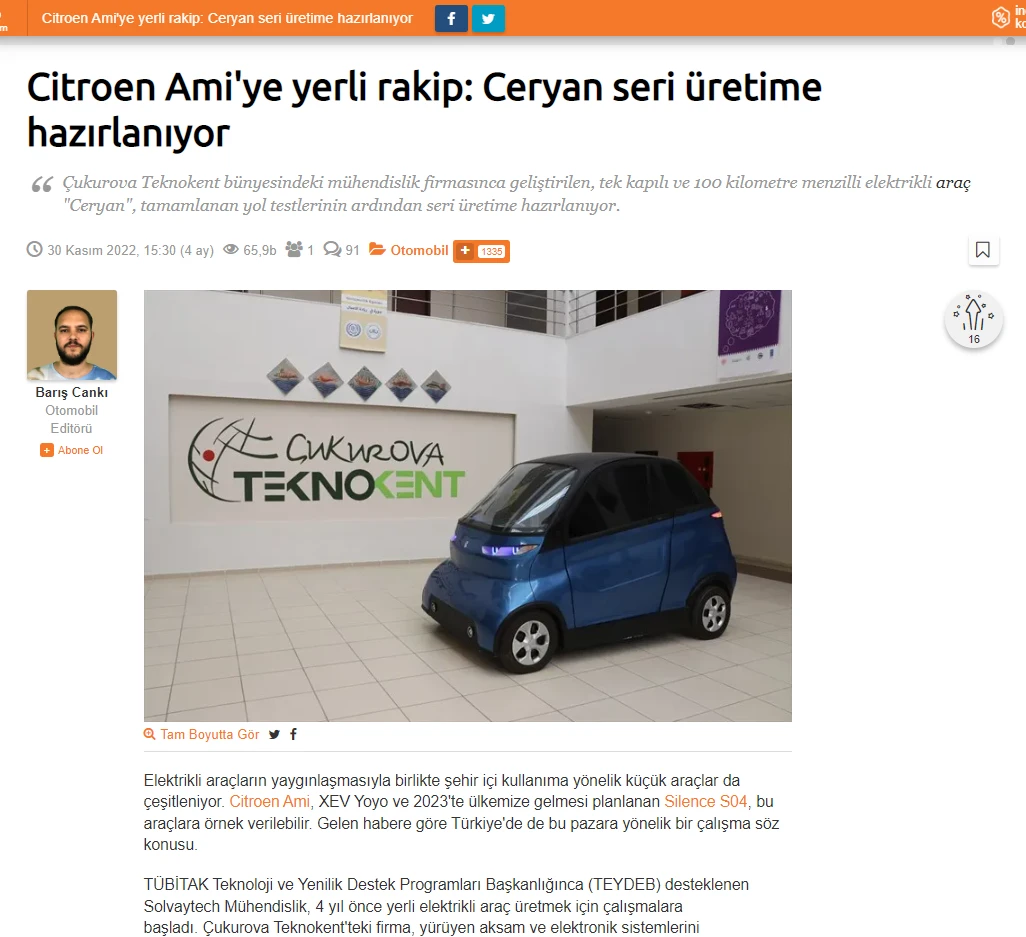 Citroen Ami'ye yerli rakip: Ceryan seri üretime hazırlanıyor
Citroen Ami'ye yerli rakip: Ceryan seri üretime
hazırlanıyor
Çukurova Teknokent bünyesindeki mühendislik firmasınca geliştirilen, tek kapılı ve 100 kilometre menzilli elektrikli araç
"Ceryan", tamamlanan yol testlerinin ardından seri üretime hazırlanıyor.
30 Kasım 2022, 15:30 (4 ay) 65,9b 1 91 Otomobil + 1335
16
Barış Cankı
Otomobil
Editörü
+ Abone Ol
ÇUKUROVA
TEKNOKENT
Tam Boyutta Gör
Elektrikli araçların yaygınlaşmasıyla birlikte şehir içi kullanıma yönelik küçük araçlar da
çeşitleniyor. Citroen Ami, XEV Yoyo ve 2023'te ülkemize gelmesi planlanan Silence S04, bu
araçlara örnek verilebilir. Gelen habere göre Türkiye'de de bu pazara yönelik bir çalışma söz
konusu.
TÜBİTAK Teknoloji ve Yenilik Destek Programları Başkanlığınca (TEYDEB) desteklenen
Solvaytech Mühendislik, 4 yıl önce yerli elektrikli araç üretmek için çalışmalara
başladı. Çukurova Teknokent'teki firma, yürüyen aksam ve elektronik sistemlerini